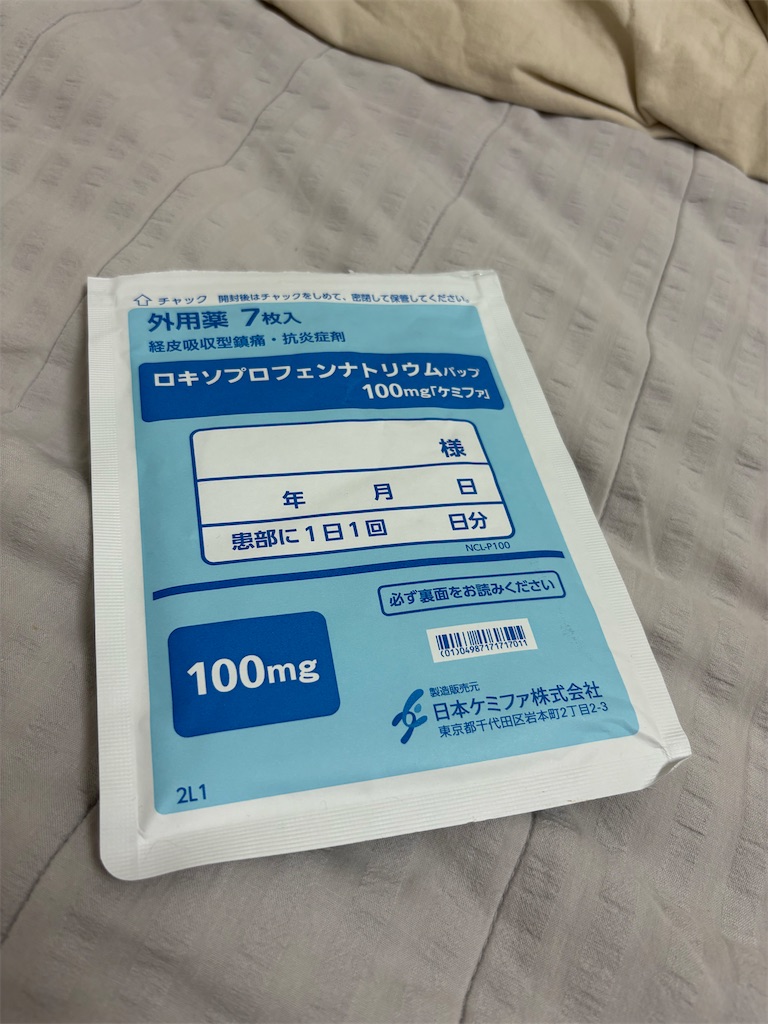 チャック 開封後はチャックをしめて、密閉して保管してください。
外用薬 7枚入
経皮吸収型鎮痛・抗炎症剤
ロキソプロフェンナトリウムパップ
100mg「ケミファ」
様
年 月 日
患部に1日1回 日分
NCL-P100
必ず裏面をお読みください
(01)04987171717011
100mg
製造販売元
日本ケミファ株式会社
東京都千代田区岩本町2丁目2-3
2L1